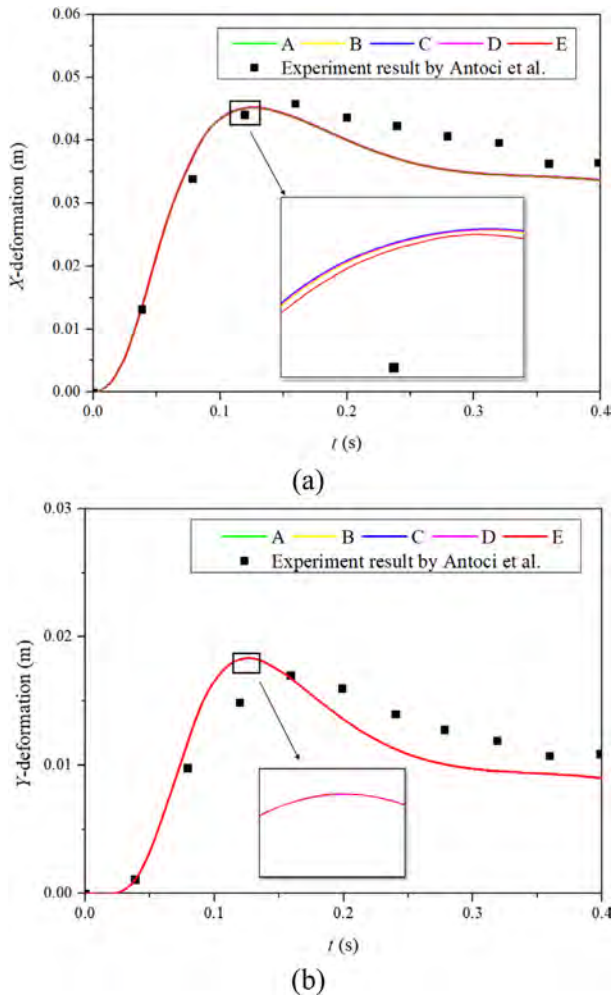 0.06
A B C D E
Experiment result by Antoci et al.
0.05
0.04
0.03
0.02
0.01
0.00
X-deformation (m)
0.0 0.1 0.2 0.3 0.4
t (s)
(a)
0.03
A B C D E
Experiment result by Antoci et al.
0.02
0.01
0.00
Y-deformation (m)
0.0 0.1 0.2 0.3 0.4
t (s)
(b)